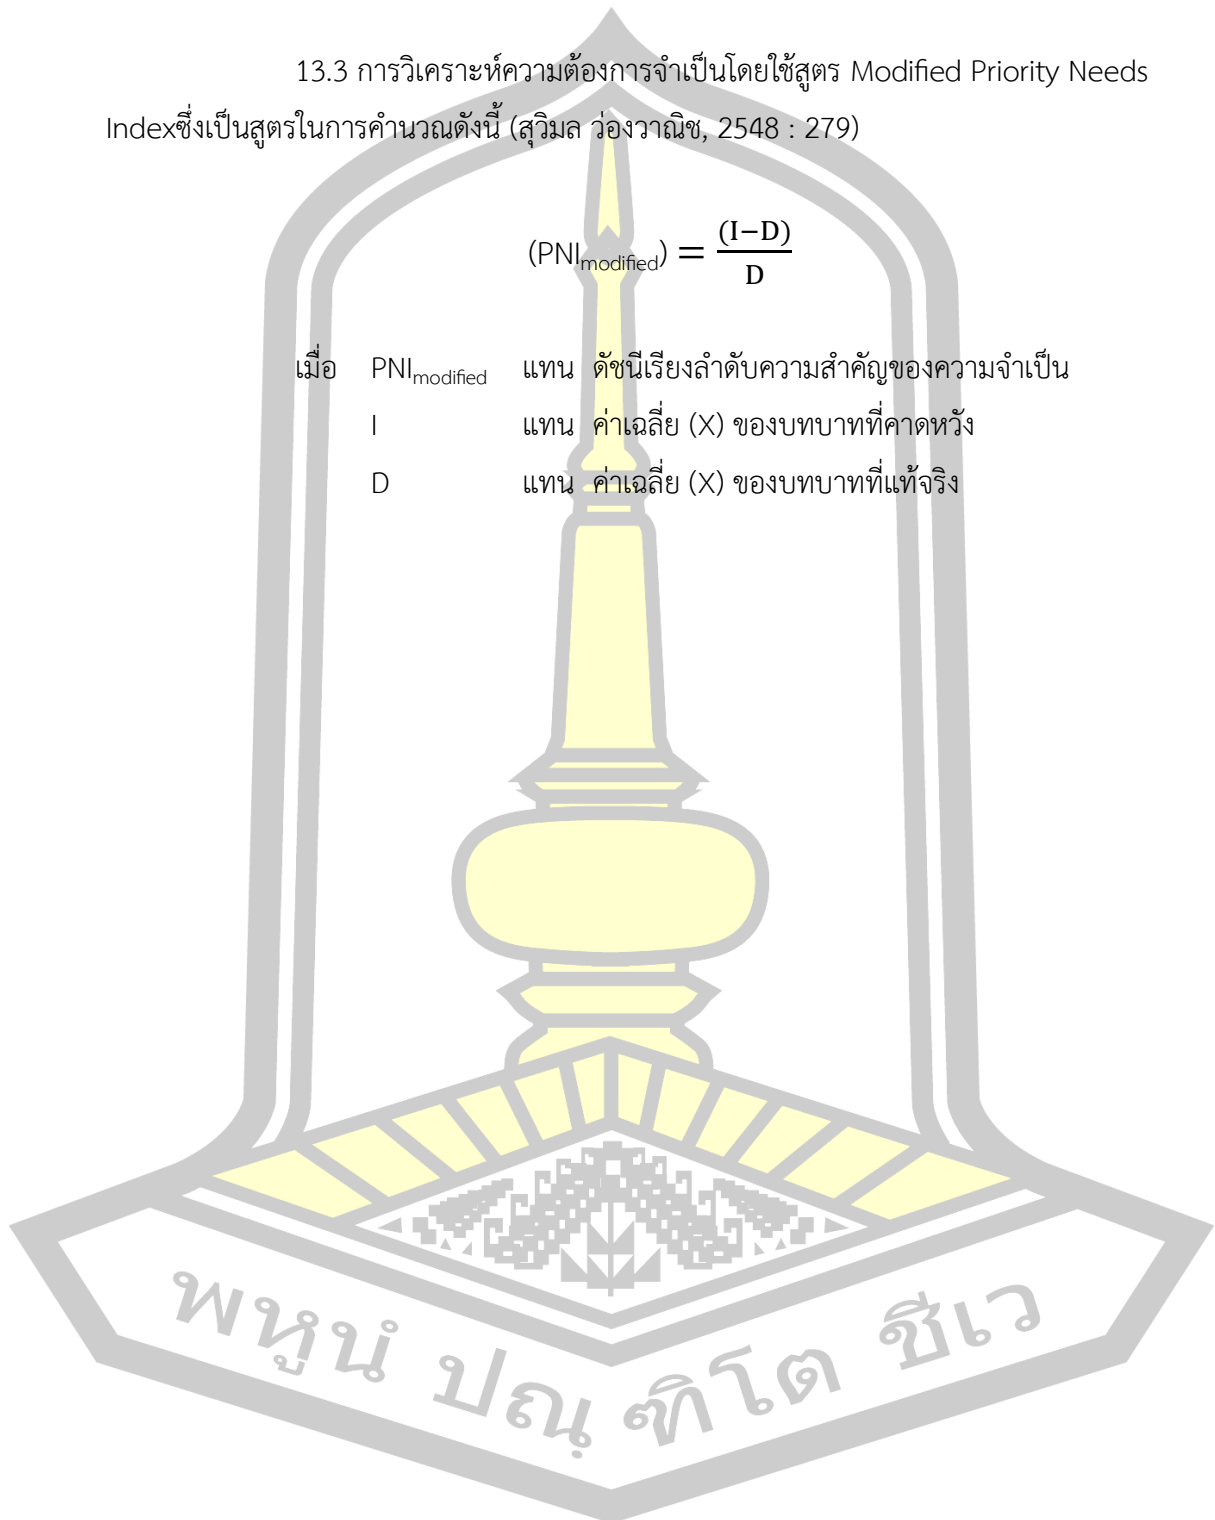 13.3 การวิเคราะห์ความต้องการจำเป็นโดยใช้สูตร Modified Priority Needs
Indexซึ่งเป็นสูตรในการคำนวณดังนี้ (สุวิมล ว่องวาณิช, 2548 : 279)
(PNI modified) = (I−D) / D
เมื่อ PNI modified แทน ดัชนีเรียงลำดับความสำคัญของความจำเป็น
I แทน ค่าเฉลี่ย (X) ของบทบาทที่คาดหวัง
D แทน ค่าเฉลี่ย (X) ของบทบาทที่แท้จริง
พหูนํ ปณฺ ฑิโต ชีเว